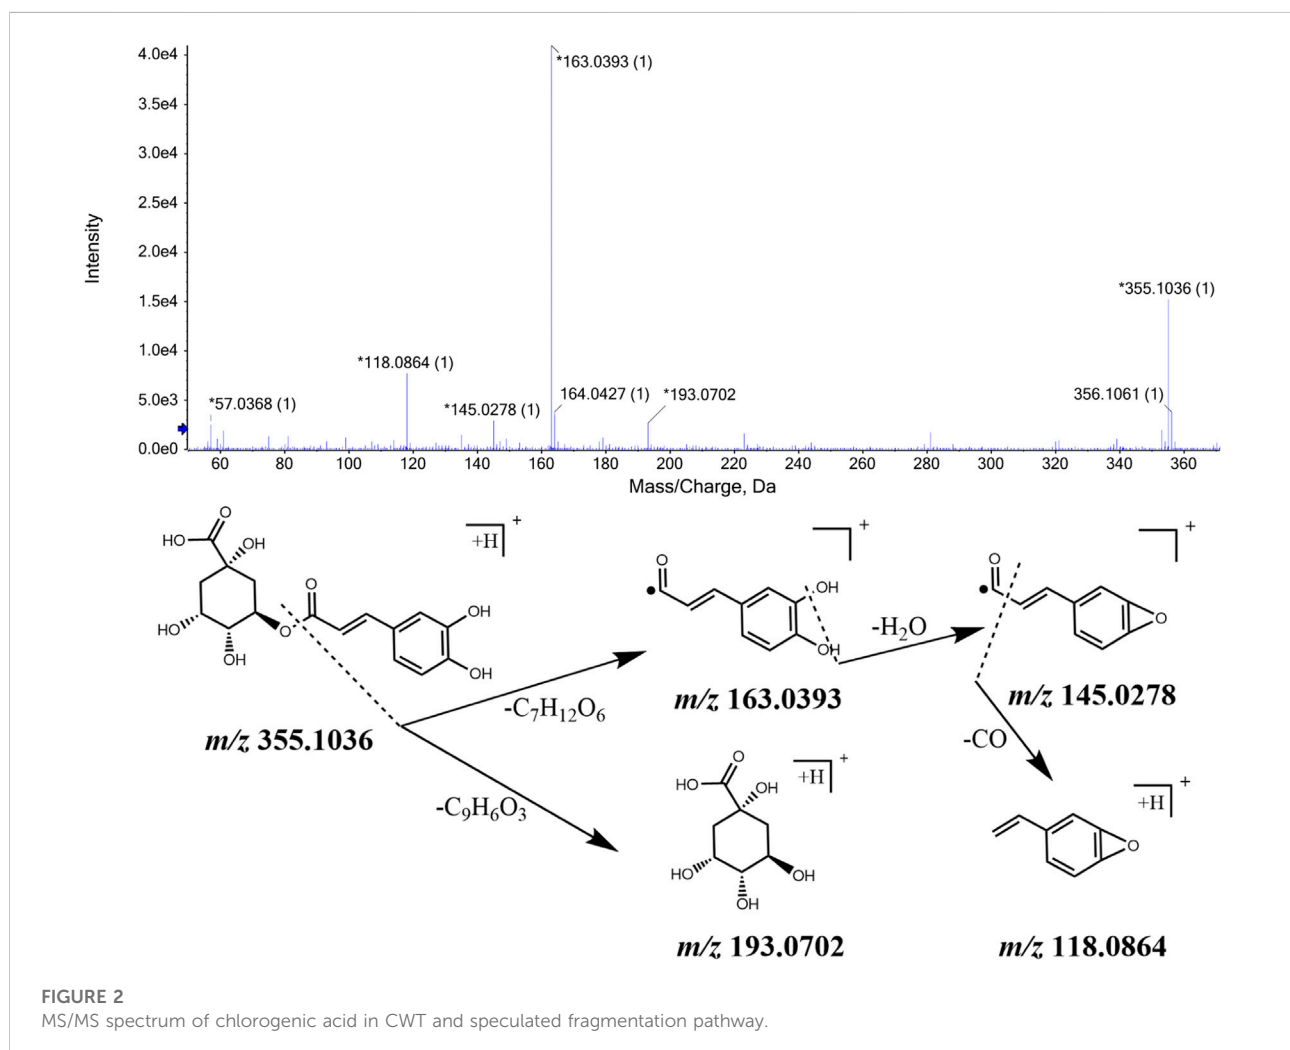 4.0e4
3.5e4
3.0e4
2.5e4
2.0e4
1.5e4
1.0e4
5.0e3
0.0e0
Intensity
*163.0393 (1)
*355.1036 (1)
*118.0864 (1)
*57.0368 (1)
*145.0278 (1)
164.0427 (1)
*193.0702
356.1061 (1)
60 80 100 120 140 160 180 200 220 240 260 280 300 320 340 360
Mass/Charge, Da
O
HO
OH
+H
+
O
O
OH
OH
HO
OH
m/z 355.1036
-C7H12O6
-C9H6O3
O
OH
OH
+
m/z 163.0393
-H2O
O
O
+
m/z 145.0278
-CO
O
HO
OH
+H
+
HO
OH
OH
m/z 193.0702
+H
+
O
m/z 118.0864
FIGURE 2
MS/MS spectrum of chlorogenic acid in CWT and speculated fragmentation pathway.